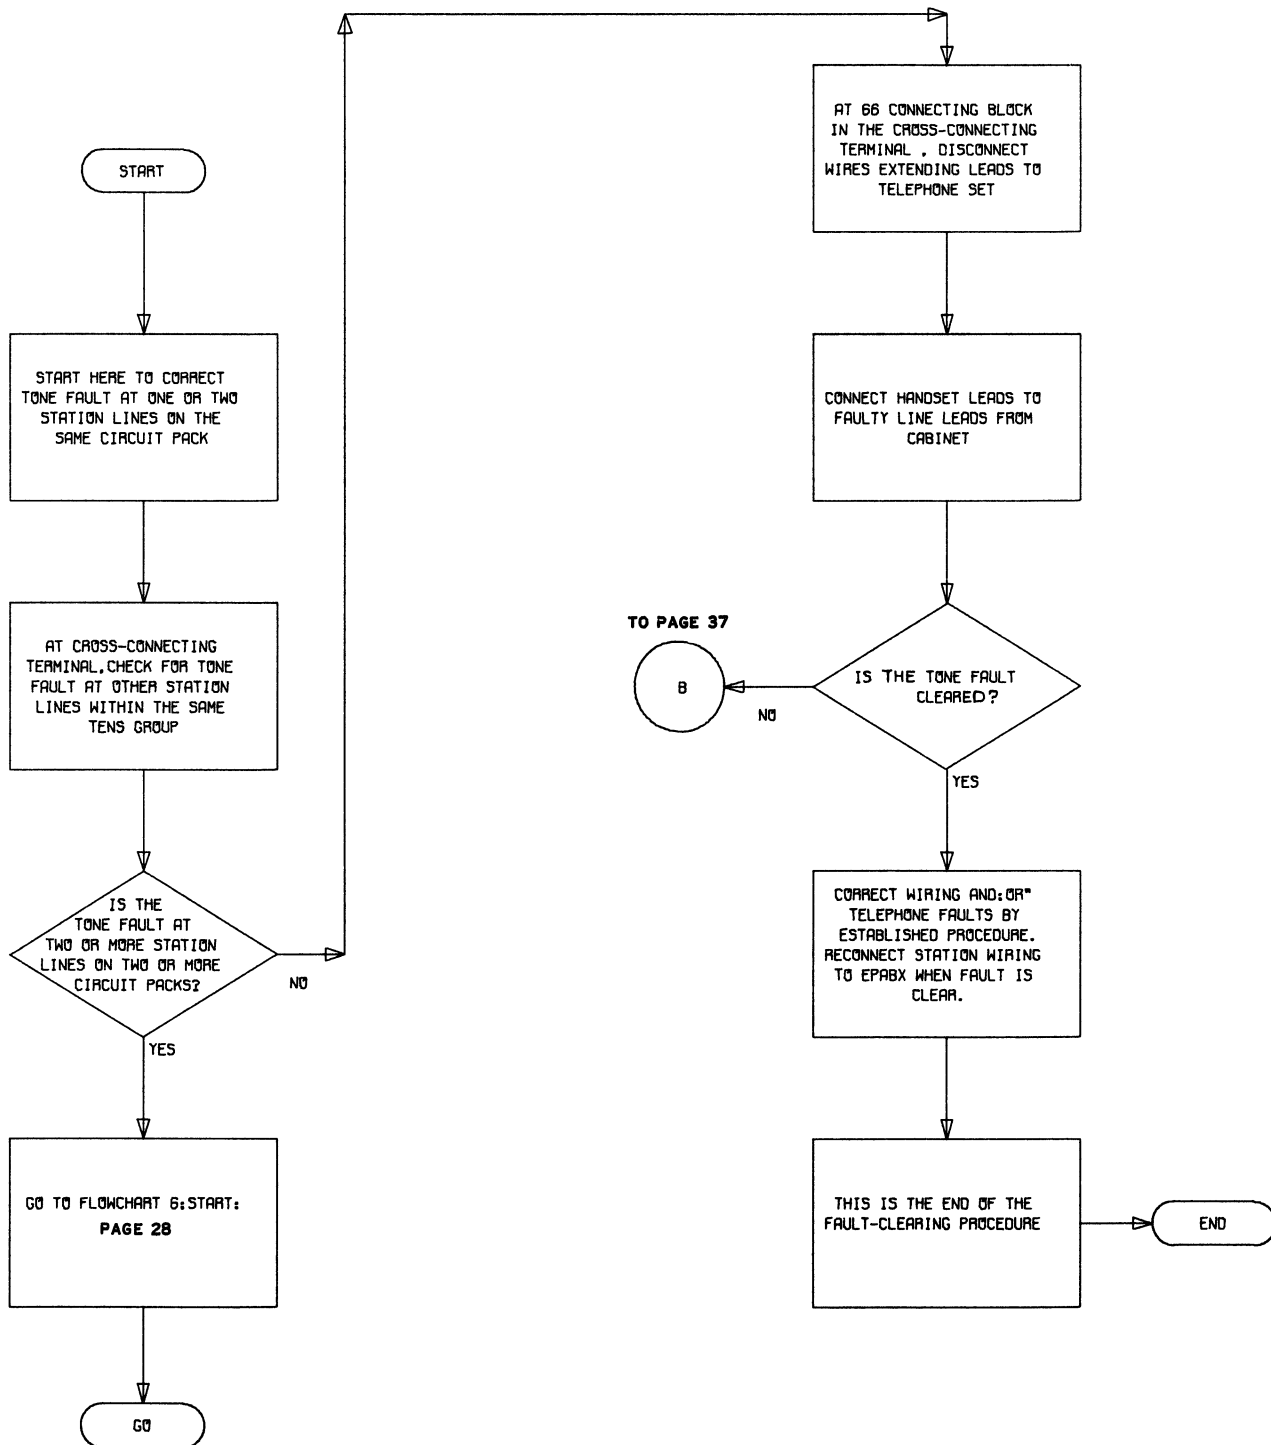 START
START HERE TO CORRECT
TONE FAULT AT ONE OR TWO
STATION LINES ON THE
SAME CIRCUIT PACK
AT CROSS-CONNECTING
TERMINAL,CHECK FOR TONE
FAULT AT OTHER STATION
LINES WITHIN THE SAME
TENS GROUP
IS THE
TONE FAULT AT
TWO OR MORE STATION
LINES ON TWO OR MORE
CIRCUIT PACKS?
NO
YES
GO TO FLOWCHART 6:START:
PAGE 28
GO
AT 66 CONNECTING BLOCK
IN THE CROSS-CONNECTING
TERMINAL , DISCONNECT
WIRES EXTENDING LEADS TO
TELEPHONE SET
CONNECT HANDSET LEADS TO
FAULTY LINE LEADS FROM
CABINET
IS THE TONE FAULT
CLEARED?
NO
TO PAGE 37
B
YES
CORRECT WIRING AND:OR"
TELEPHONE FAULTS BY
ESTABLISHED PROCEDURE.
RECONNECT STATION WIRING
TO EPABX WHEN FAULT IS
CLEAR.
THIS IS THE END OF THE
FAULT-CLEARING PROCEDURE
END